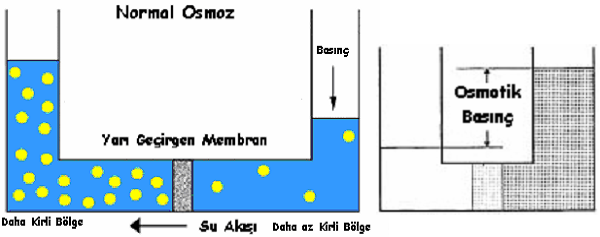 Normal Osmoz
Basınç
Yarı Geçirgen Membran
Daha Kirli Bölge
Su Akışı
Daha az Kirli Bölge
Osmotik
Basınç